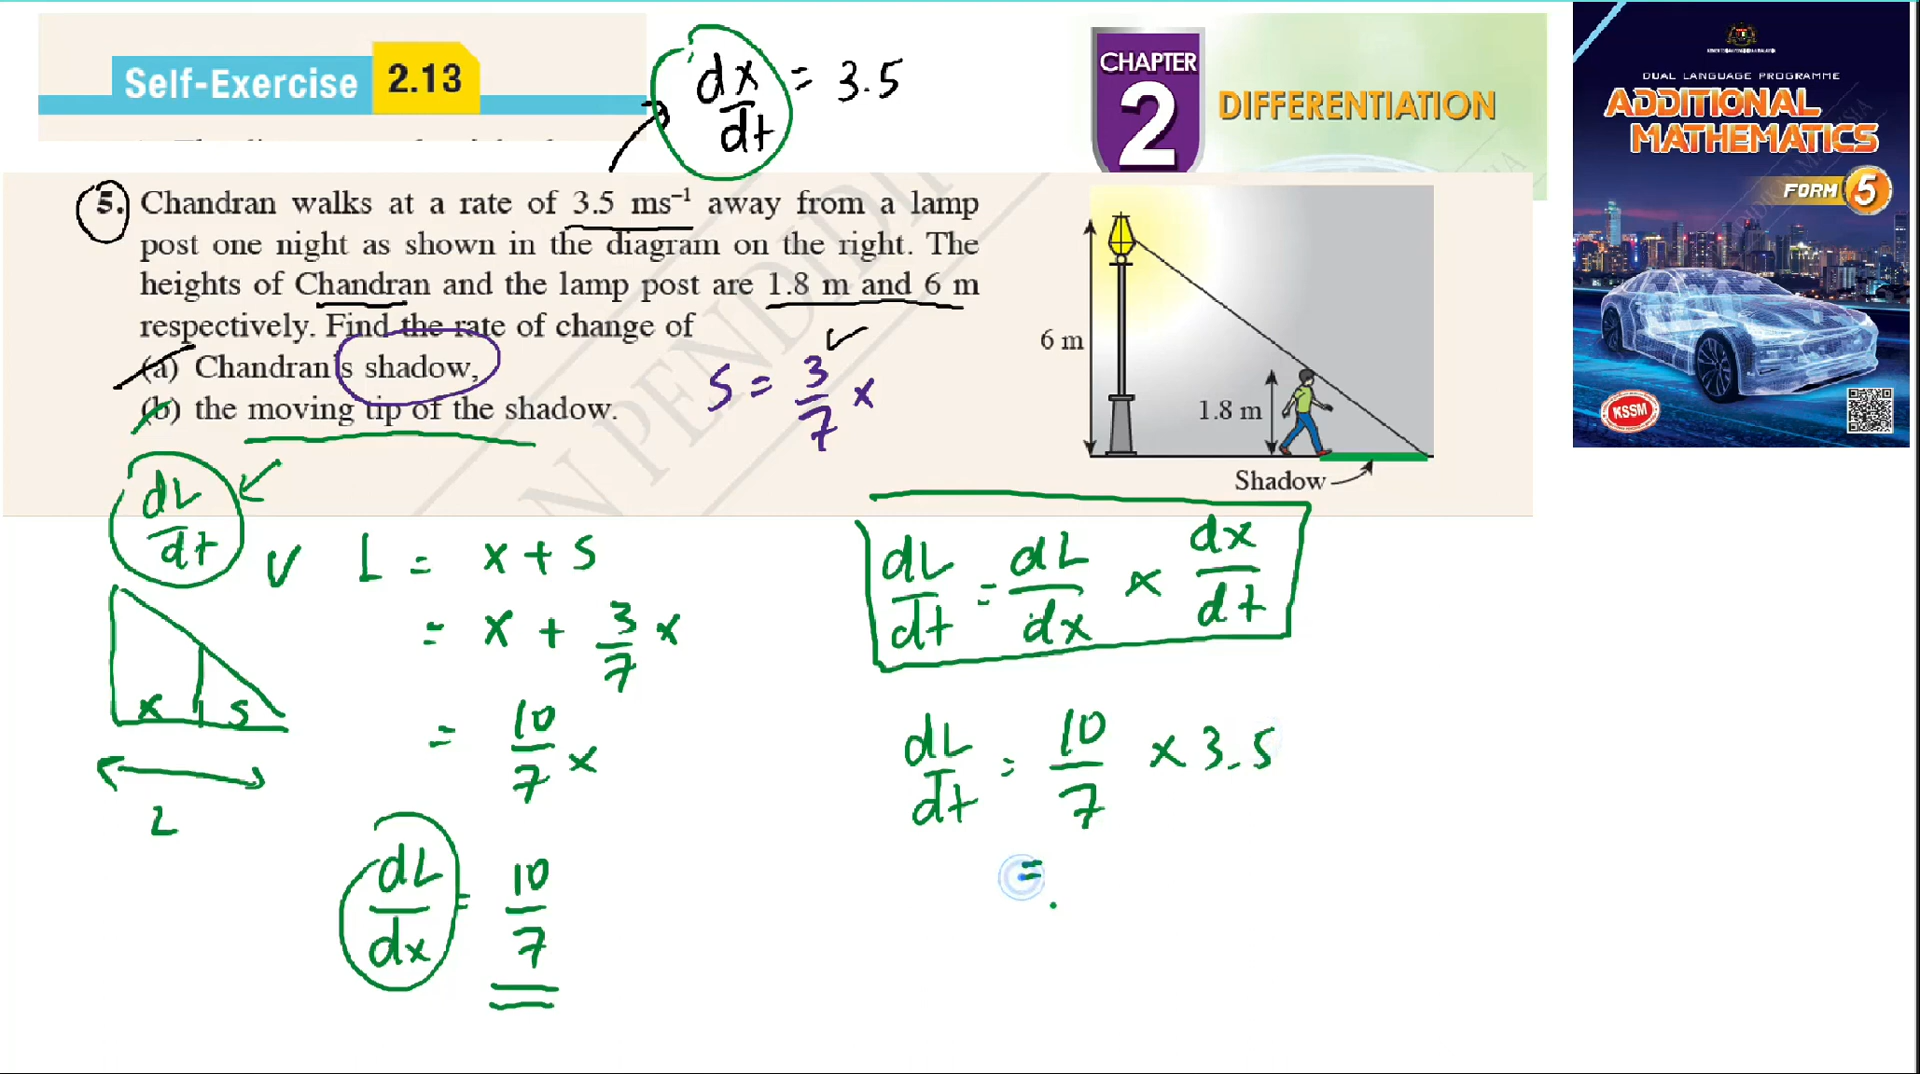 Self-Exercise 2.13
dx/dt = 3.5
CHAPTER 2 DIFFERENTIATION
DUAL LANGUAGE PROGRAMME
ADDITIONAL
MATHEMATICS
FORM 5
KSSM
5. Chandran walks at a rate of 3.5 ms⁻¹ away from a lamp
post one night as shown in the diagram on the right. The
heights of Chandran and the lamp post are 1.8 m and 6 m
respectively. Find the rate of change of
(a) Chandran's shadow,
(b) the moving tip of the shadow.
S = 3/7 x
6 m
1.8 m
Shadow
N PENDIDI
dL/dt
L = x + s
= x + 3/7 x
= 10/7 x
dL/dx = 10/7
x s
L
dL/dt = dL/dx × dx/dt
dL/dt = 10/7 × 3.5
=